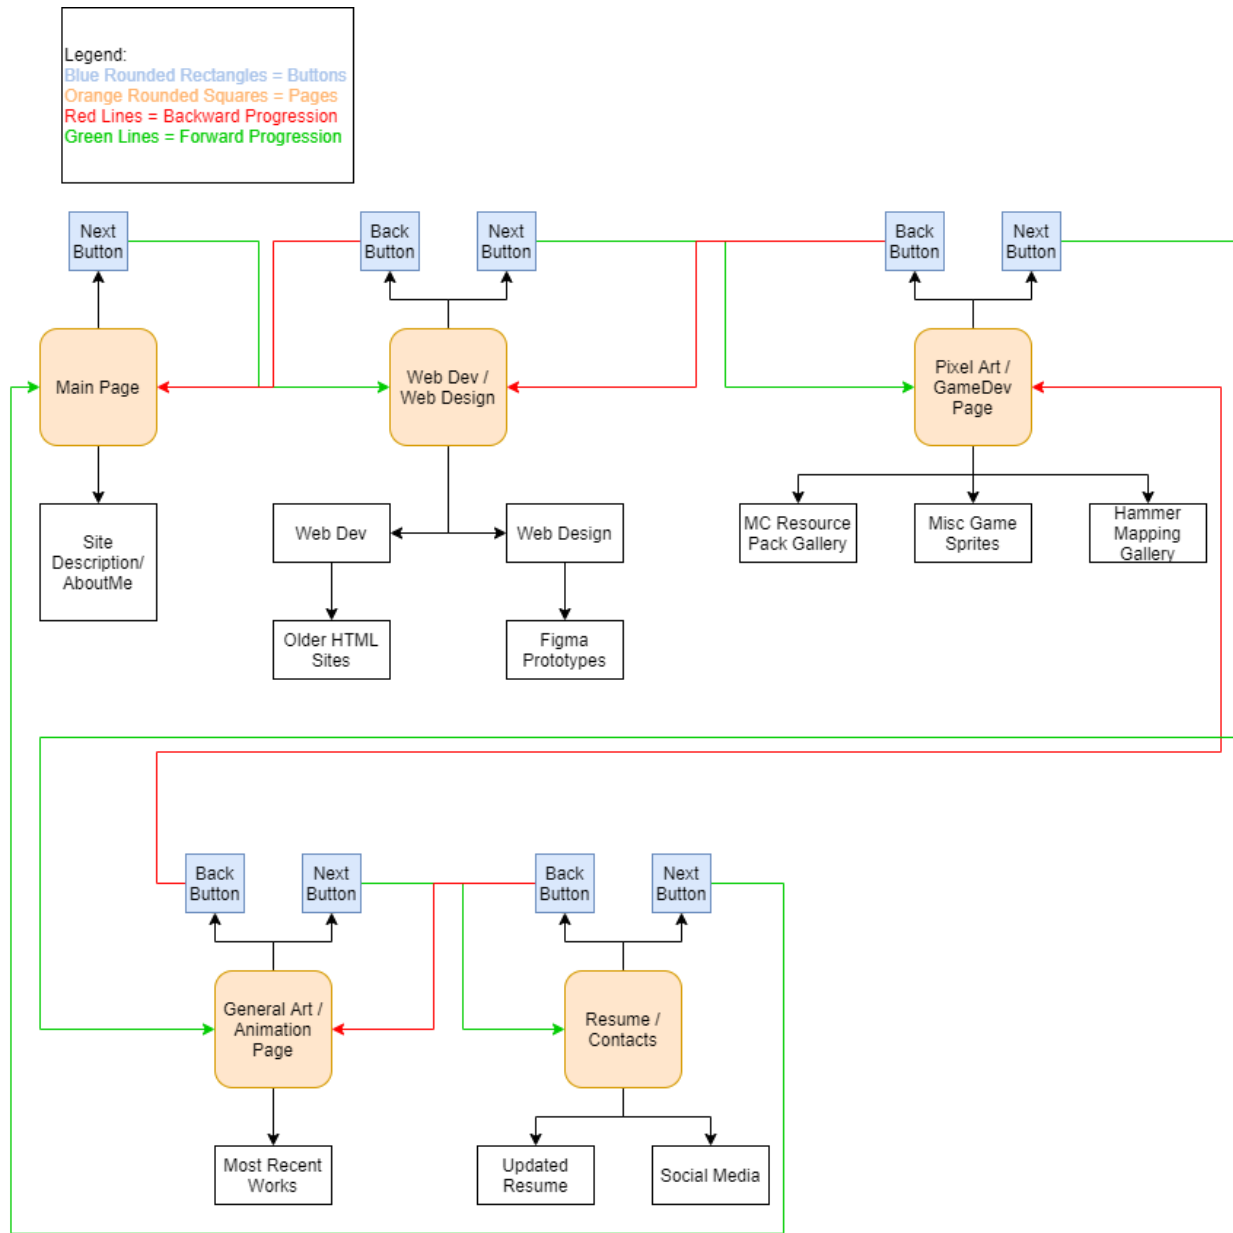 Legend:
Blue Rounded Rectangles = Buttons
Orange Rounded Squares = Pages
Red Lines = Backward Progression
Green Lines = Forward Progression
Next
Button
Back
Button
Next
Button
Back
Button
Next
Button
Main Page
Web Dev /
Web Design
Pixel Art /
GameDev
Page
Site
Description/
AboutMe
Web Dev
Web Design
MC Resource
Pack Gallery
Misc Game
Sprites
Hammer
Mapping
Gallery
Older HTML
Sites
Figma
Prototypes
Back
Button
Next
Button
Back
Button
Next
Button
General Art /
Animation
Page
Resume /
Contacts
Most Recent
Works
Updated
Resume
Social Media